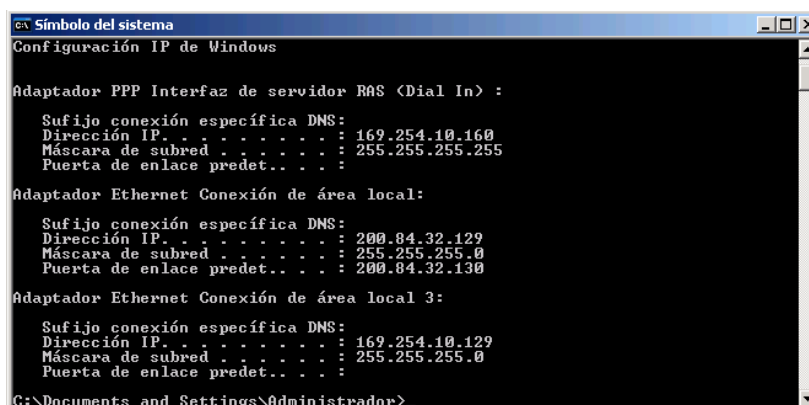 Símbolo del sistema
Configuración IP de Windows
Adaptador PPP Interfaz de servidor RAS (Dial In) :
Sufijo conexión específica DNS:
Dirección IP. . . . . . . . . : 169.254.10.160
Máscara de subred . . . . . . : 255.255.255.255
Puerta de enlace predet.. . . :
Adaptador Ethernet Conexión de área local:
Sufijo conexión específica DNS:
Dirección IP. . . . . . . . . : 200.84.32.129
Máscara de subred . . . . . . : 255.255.255.0
Puerta de enlace predet.. . . : 200.84.32.130
Adaptador Ethernet Conexión de área local 3:
Sufijo conexión específica DNS:
Dirección IP. . . . . . . . . : 169.254.10.129
Máscara de subred . . . . . . : 255.255.255.0
Puerta de enlace predet.. . . :
C:\Documents and Settings\Administrador>